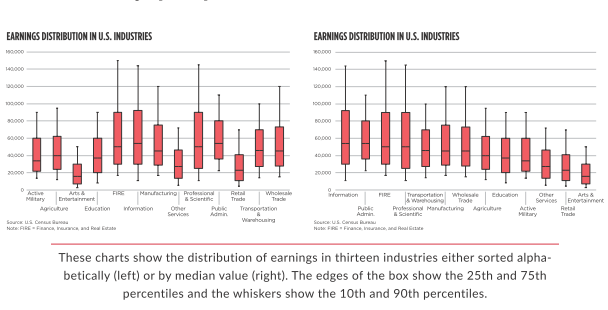 EARNINGS DISTRIBUTION IN U.S. INDUSTRIES
160,000
140,000
120,000
100,000
80,000
60,000
40,000
20,000
0
Active Military
Agriculture
Arts & Entertainment
Education
FIRE
Information
Manufacturing
Other Services
Professional & Scientific
Public Admin.
Retail Trade
Transportation & Warehousing
Wholesale Trade
Source: U.S. Census Bureau
Note: FIRE = Finance, Insurance, and Real Estate
EARNINGS DISTRIBUTION IN U.S. INDUSTRIES
160,000
140,000
120,000
100,000
80,000
60,000
40,000
20,000
0
Information
Public Admin.
FIRE
Professional & Scientific
Transportation & Warehousing
Manufacturing
Wholesale Trade
Agriculture
Education
Active Military
Other Services
Retail Trade
Arts & Entertainment
Source: U.S. Census Bureau
Note: FIRE = Finance, Insurance, and Real Estate
These charts show the distribution of earnings in thirteen industries either sorted alpha-
betically (left) or by median value (right). The edges of the box show the 25th and 75th
percentiles and the whiskers show the 10th and 90th percentiles.